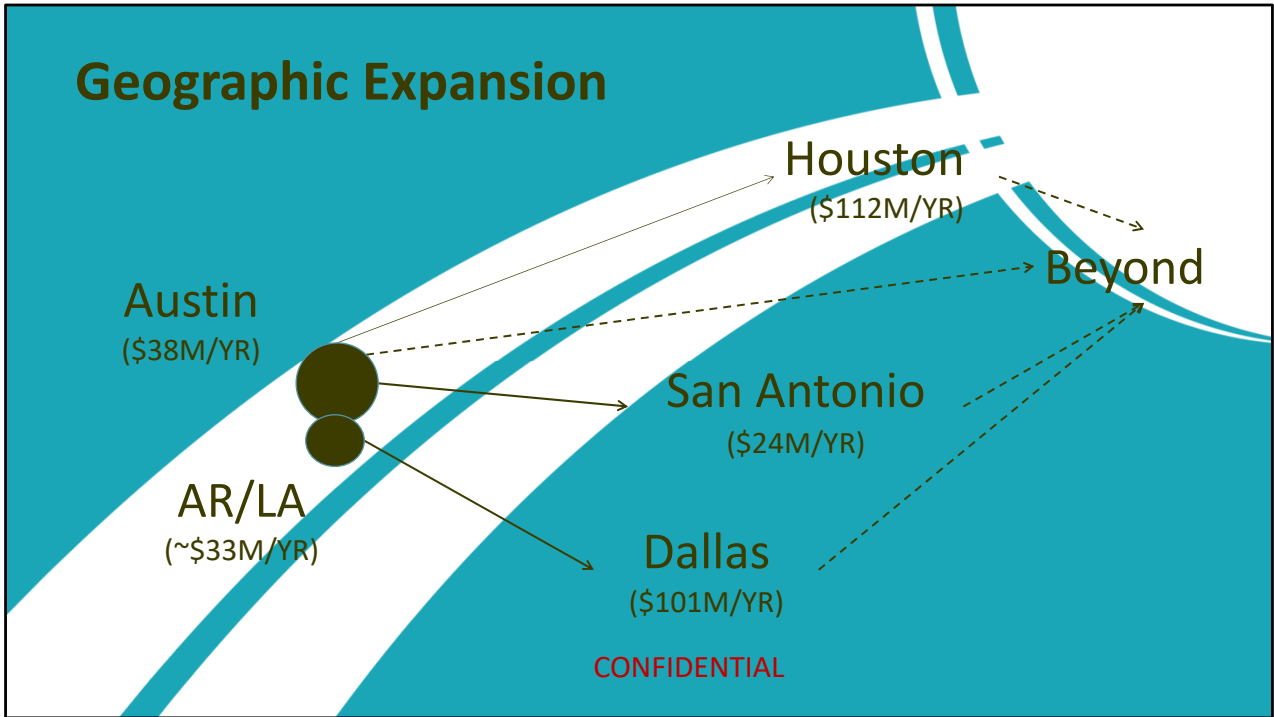 Geographic Expansion
Houston
($112M/YR)
Beyond
Austin
($38M/YR)
San Antonio
($24M/YR)
AR/LA
(~$33M/YR)
Dallas
($101M/YR)
CONFIDENTIAL